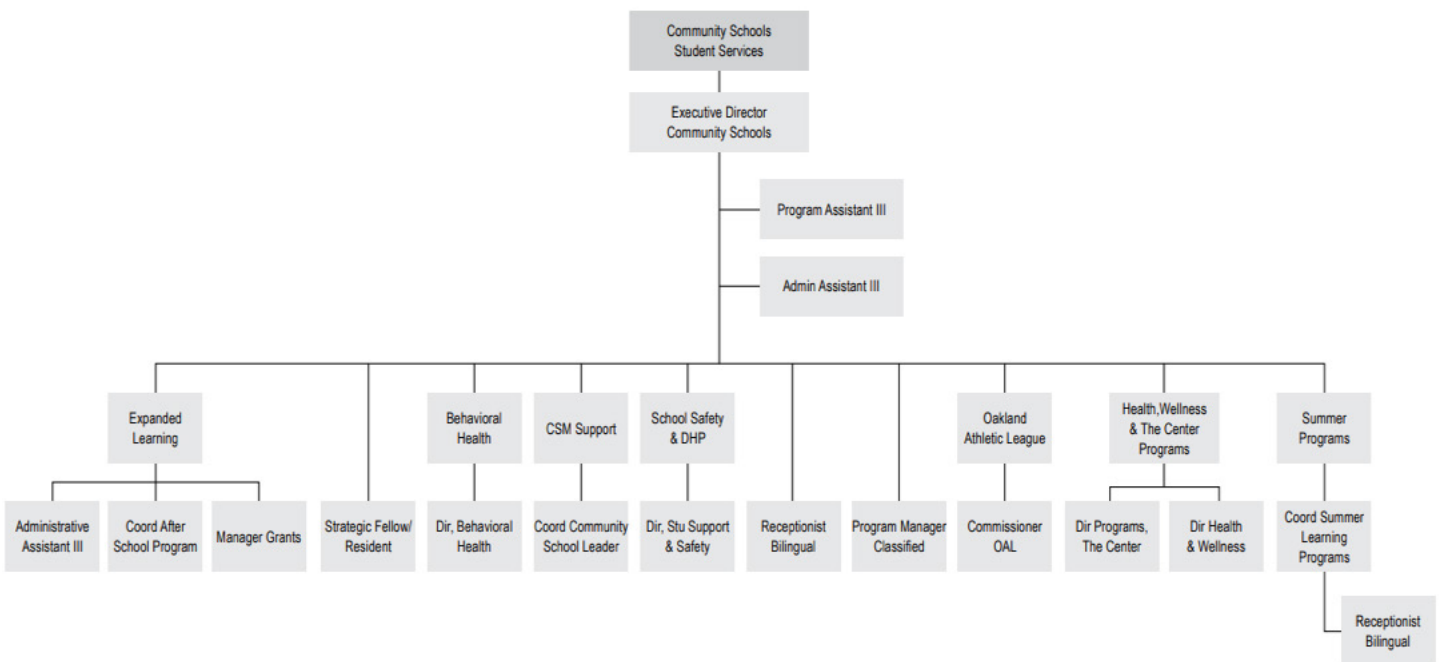 Community Schools
Student Services
Executive Director
Community Schools
Program Assistant III
Admin Assistant III
Expanded
Learning
Behavioral
Health
CSM Support
School Safety
& DHP
Oakland
Athletic League
Health,Wellness
& The Center
Programs
Summer
Programs
Administrative
Assistant III
Coord After
School Program
Manager Grants
Strategic Fellow/
Resident
Dir, Behavioral
Health
Coord Community
School Leader
Dir, Stu Support
& Safety
Receptionist
Bilingual
Program Manager
Classified
Commissioner
OAL
Dir Programs,
The Center
Dir Health
& Wellness
Coord Summer
Learning
Programs
Receptionist
Bilingual